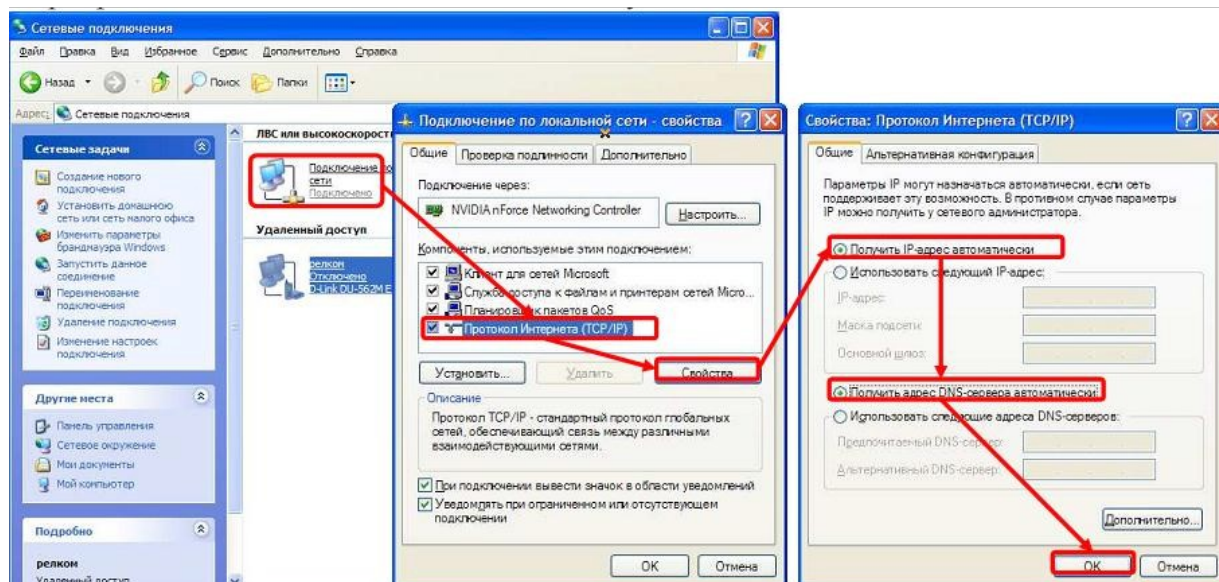 Сетевые подключения
Файл Правка Вид Избранное Сервис Дополнительно Справка
Назад Поиск Папки
Адрес: Сетевые подключения
Сетевые задачи
Создание нового
подключения
Установить домашнюю
сеть или сеть малого офиса
Изменить параметры
брандмауэра Windows
Запустить данное
соединение
Переименование
подключения
Удаление подключения
Изменение настроек
подключения
Другие места
Панель управления
Сетевое окружение
Мои документы
Мой компьютер
Подробно
релком
Удаленный доступ
ЛВС или высокоскорост
Подключение по
сети
Подключено
Удаленный доступ
релком
Отключено
D-Link DU-562M E
Подключение по локальной сети - свойства
Общие Проверка подлинности Дополнительно
Подключение через:
NVIDIA nForce Networking Controller Настроить...
Компоненты, используемые этим подключением:
Клиент для сетей Microsoft
Служба доступа к файлам и принтерам сетей Micro...
Планировщик пакетов QoS
Протокол Интернета (TCP/IP)
Установить... Удалить Свойства
Описание
Протокол TCP/IP - стандартный протокол глобальных
сетей, обеспечивающий связь между различными
взаимодействующими сетями.
При подключении вывести значок в области уведомлений
Уведомлять при ограниченном или отсутствующем
подключении
OK Отмена
Свойства: Протокол Интернета (TCP/IP)
Общие Альтернативная конфигурация
Параметры IP могут назначаться автоматически, если сеть
поддерживает эту возможность. В противном случае параметры
IP можно получить у сетевого администратора.
Получить IP-адрес автоматически
Использовать следующий IP-адрес:
IP-адрес:
Маска подсети:
Основной шлюз:
Получить адрес DNS-сервера автоматически
Использовать следующие адреса DNS-серверов:
Предпочитаемый DNS-сервер:
Альтернативный DNS-сервер:
Дополнительно...
OK Отмена